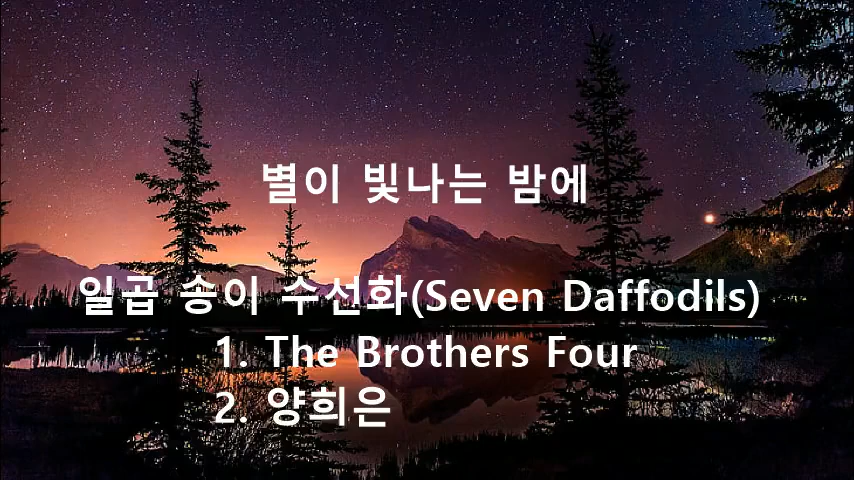 별이 빛나는 밤에
일곱 송이 수선화(Seven Daffodils)
1. The Brothers Four
2. 양희은